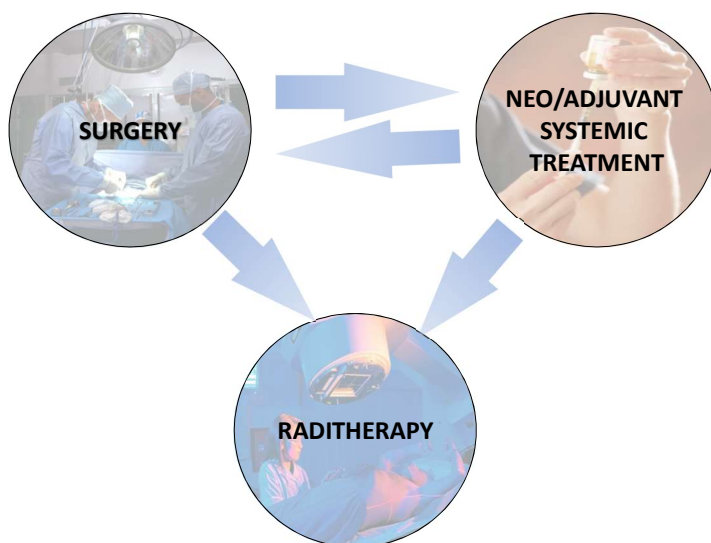 SURGERY
NEO/ADJUVANT
SYSTEMIC
TREATMENT
RADITHERAPY